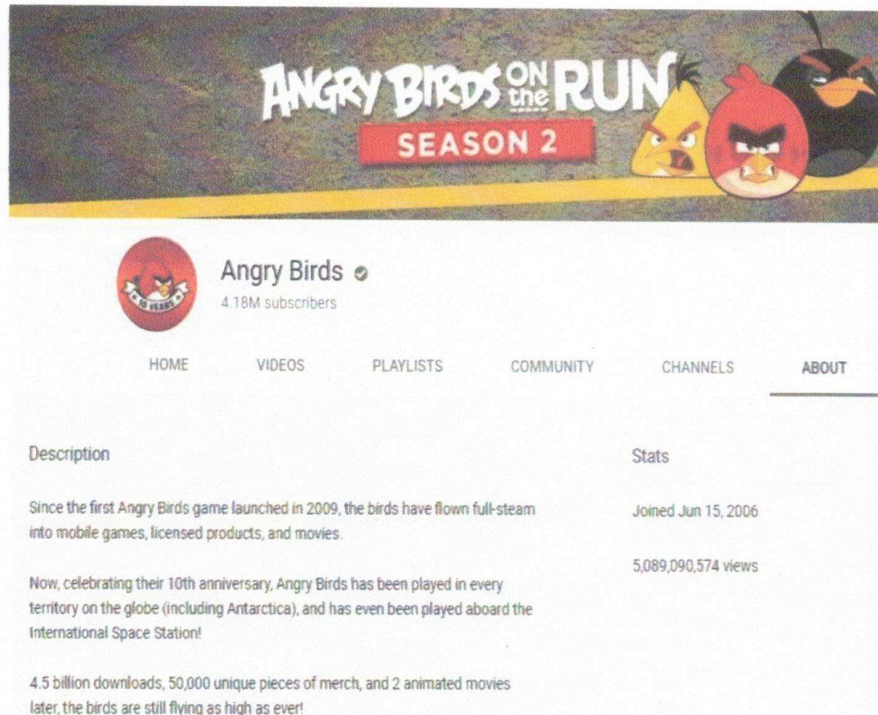 ANGRY BIRDS ON the RUN
SEASON 2
10 YEARS
Angry Birds
4.18M subscribers
HOME VIDEOS PLAYLISTS COMMUNITY CHANNELS ABOUT
Description
Since the first Angry Birds game launched in 2009, the birds have flown full-steam
into mobile games, licensed products, and movies.
Now, celebrating their 10th anniversary, Angry Birds has been played in every
territory on the globe (including Antarctica), and has even been played aboard the
International Space Station!
4.5 billion downloads, 50,000 unique pieces of merch, and 2 animated movies
later, the birds are still flying as high as ever!
Stats
Joined Jun 15, 2006
5,089,090,574 views